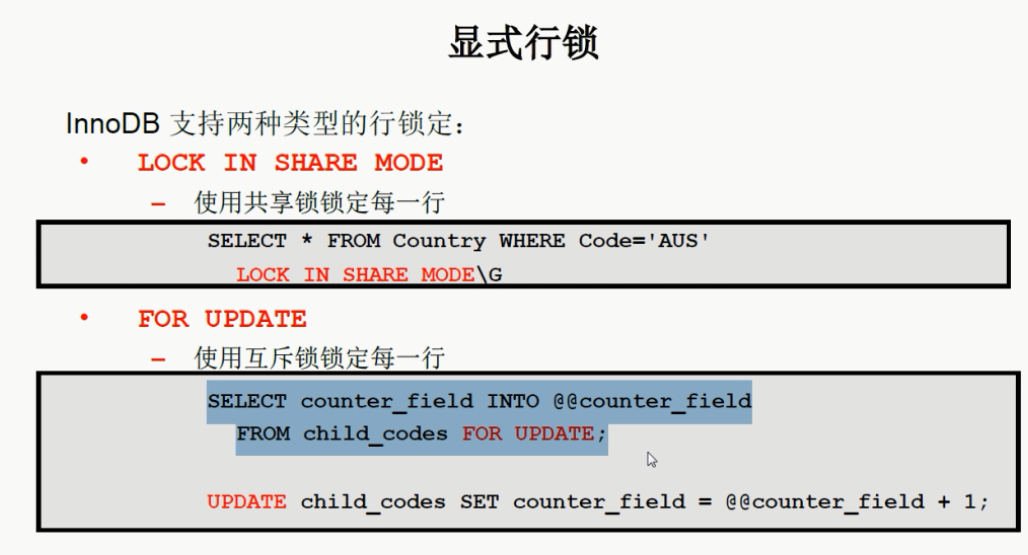 显式行锁
InnoDB 支持两种类型的行锁定：
• LOCK IN SHARE MODE
– 使用共享锁锁定每一行
SELECT * FROM Country WHERE Code='AUS'
LOCK IN SHARE MODE\G
• FOR UPDATE
– 使用互斥锁锁定每一行
SELECT counter_field INTO @@counter_field
FROM child_codes FOR UPDATE;
UPDATE child_codes SET counter_field = @@counter_field + 1;